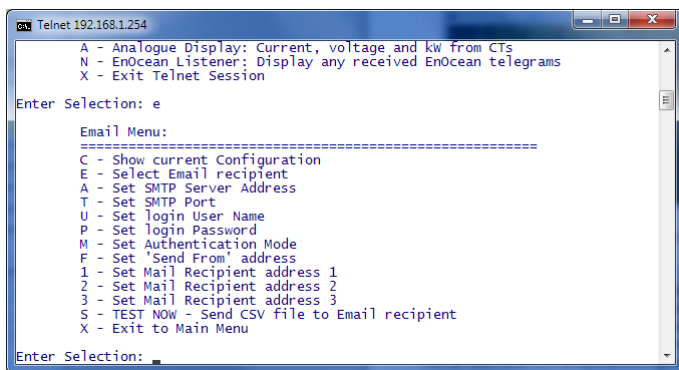 Telnet 192.168.1.254
A - Analogue Display: Current, voltage and kW from CTs
N - EnOcean Listener: Display any received EnOcean telegrams
X - Exit Telnet Session
Enter Selection: e
Email Menu:
=========================================================
C - Show current Configuration
E - Select Email recipient
A - Set SMTP Server Address
T - Set SMTP Port
U - Set login User Name
P - Set login Password
M - Set Authentication Mode
F - Set 'Send From' address
1 - Set Mail Recipient address 1
2 - Set Mail Recipient address 2
3 - Set Mail Recipient address 3
S - TEST NOW - Send CSV file to Email recipient
X - Exit to Main Menu
Enter Selection: _